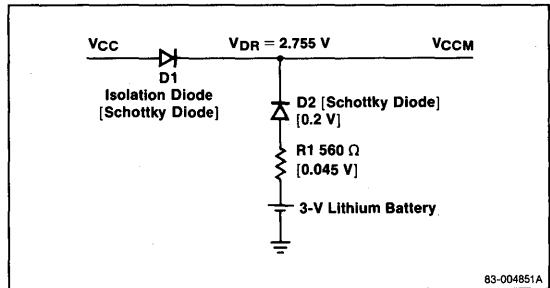 VCC VDR = 2.755 V VCCM
D1
Isolation Diode
[Schottky Diode]
D2 [Schottky Diode]
[0.2 V]
R1 560 Ω
[0.045 V]
3-V Lithium Battery
83-004851A